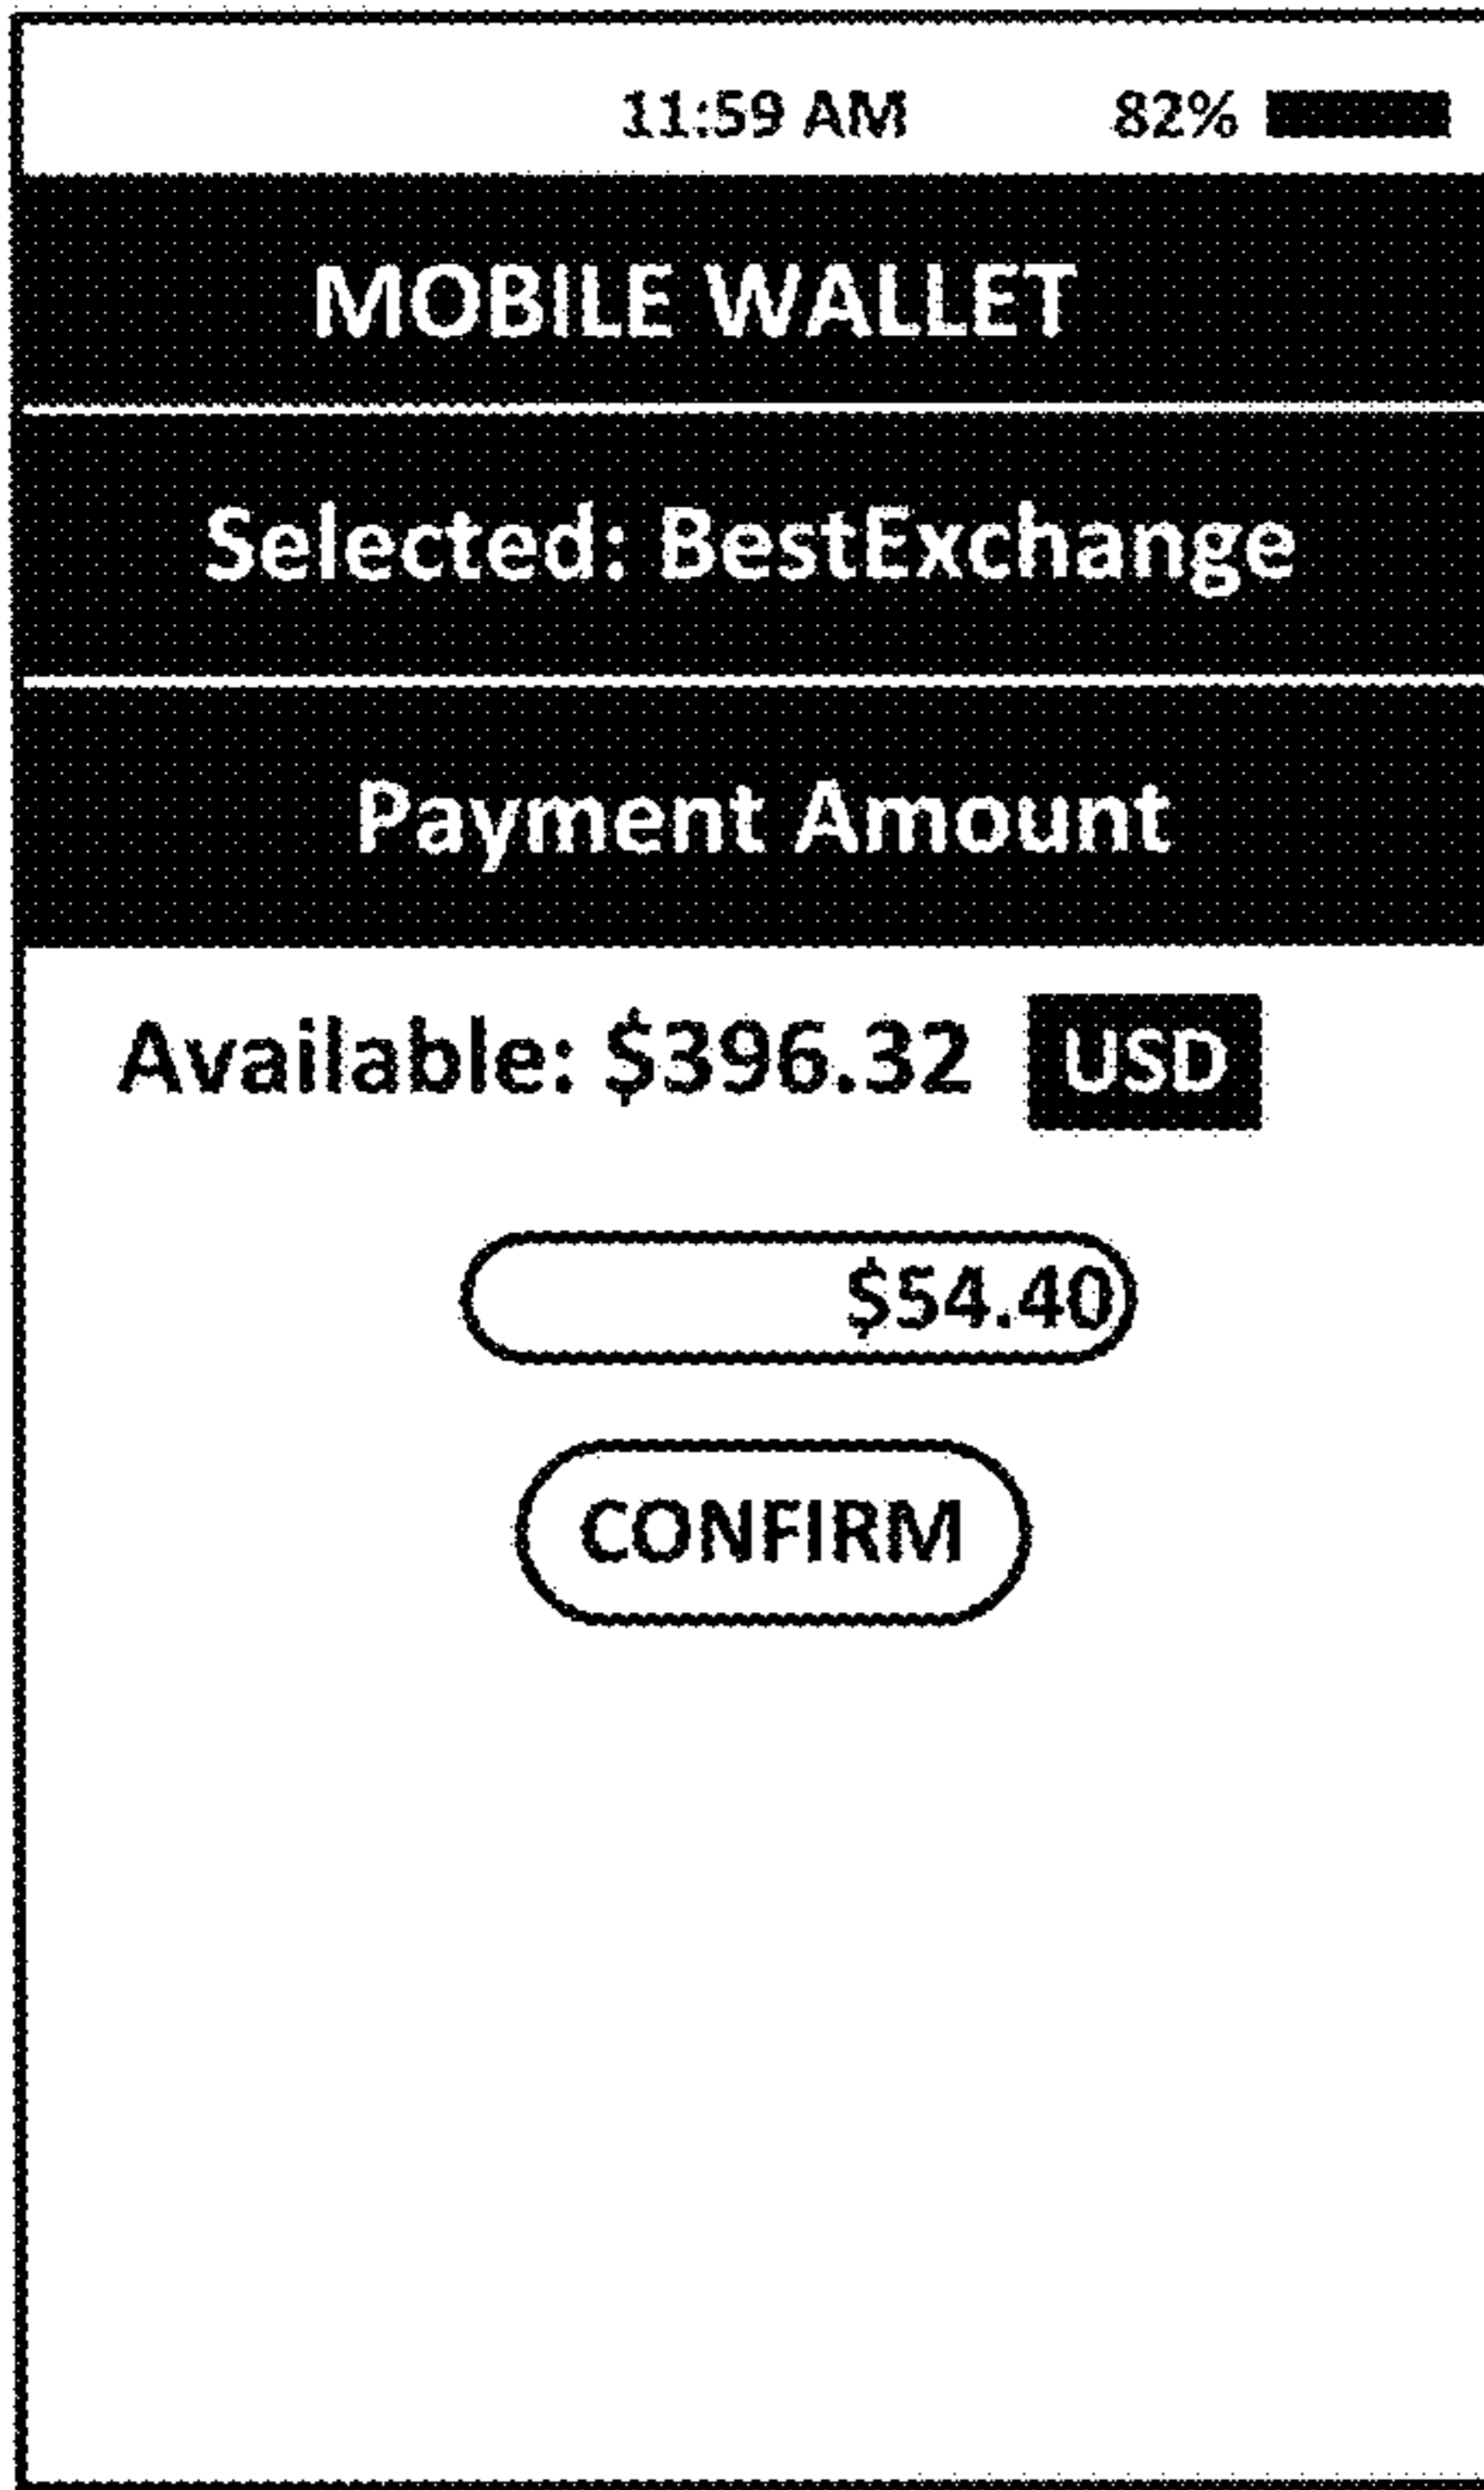 11:59 AM 82%
MOBILE WALLET
Selected: BestExchange
Payment Amount
Available: $396.32 USD
$54.40
CONFIRM